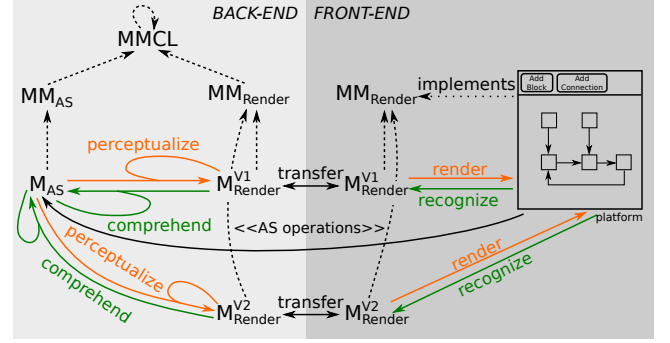 BACK-END
FRONT-END
MMCL
Add
Block
Add
Connection
implements
MM_AS
MM_Render
MM_Render
perceptualize
M_AS
M^V1_Render
transfer
M^V1_Render
render
recognize
comprehend
<<AS operations>>
platform
perceptualize
render
comprehend
recognize
M^V2_Render
transfer
M^V2_Render